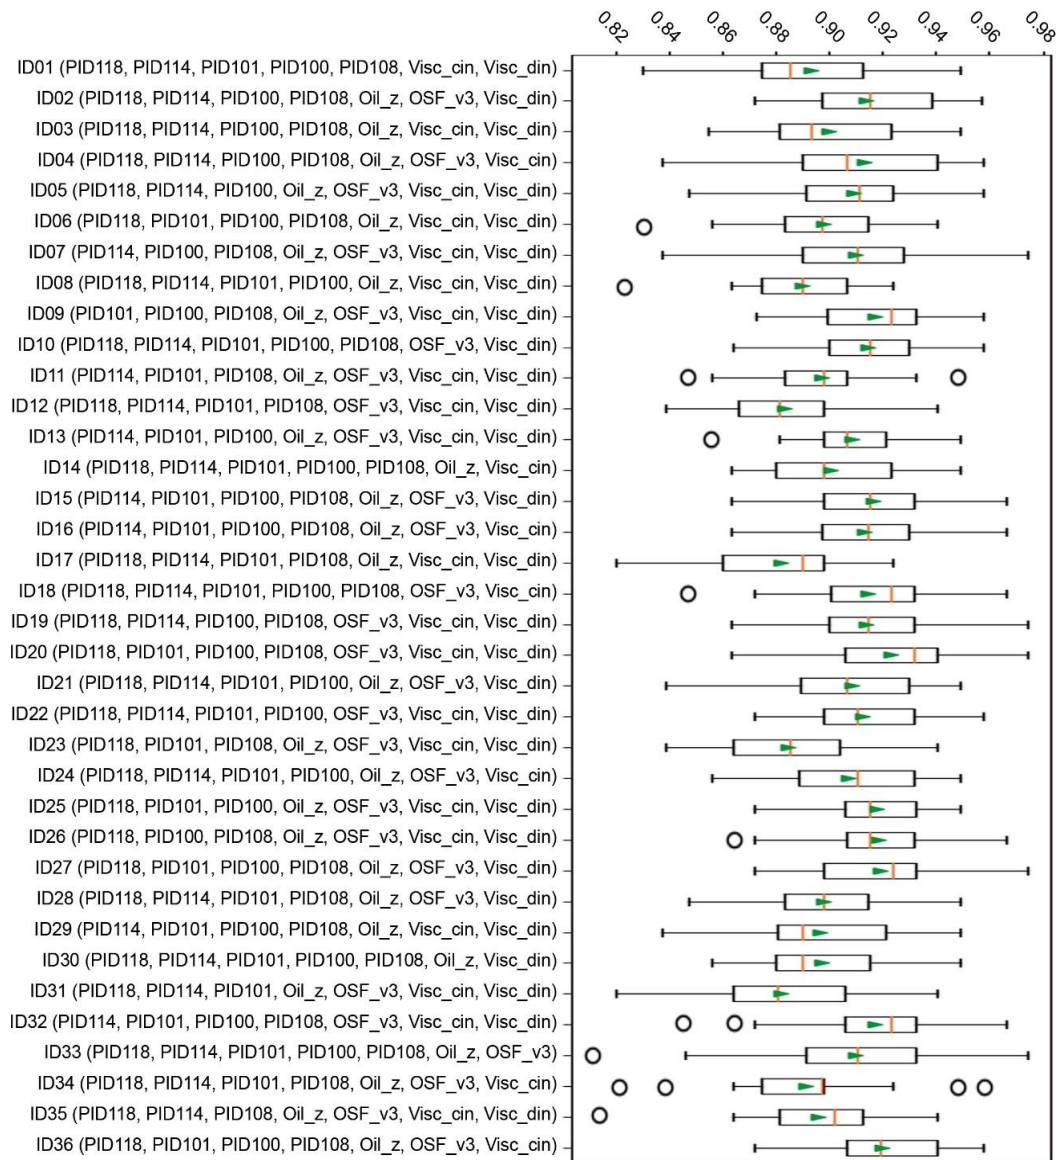 0.82 0.84 0.86 0.88 0.90 0.92 0.94 0.96 0.98
ID01 (PID118, PID114, PID101, PID100, PID108, Visc_cin, Visc_din)
ID02 (PID118, PID114, PID100, PID108, Oil_z, OSF_v3, Visc_din)
ID03 (PID118, PID114, PID100, PID108, Oil_z, Visc_cin, Visc_din)
ID04 (PID118, PID114, PID100, PID108, Oil_z, OSF_v3, Visc_cin)
ID05 (PID118, PID114, PID100, Oil_z, OSF_v3, Visc_cin, Visc_din)
ID06 (PID118, PID101, PID100, PID108, Oil_z, Visc_cin, Visc_din)
ID07 (PID114, PID100, PID108, Oil_z, OSF_v3, Visc_cin, Visc_din)
ID08 (PID118, PID114, PID101, PID100, Oil_z, Visc_cin, Visc_din)
ID09 (PID101, PID100, PID108, Oil_z, OSF_v3, Visc_cin, Visc_din)
ID10 (PID118, PID114, PID101, PID100, PID108, OSF_v3, Visc_din)
ID11 (PID114, PID101, PID108, Oil_z, OSF_v3, Visc_cin, Visc_din)
ID12 (PID118, PID114, PID101, PID108, OSF_v3, Visc_cin, Visc_din)
ID13 (PID114, PID101, PID100, Oil_z, OSF_v3, Visc_cin, Visc_din)
ID14 (PID118, PID114, PID101, PID100, PID108, Oil_z, Visc_cin)
ID15 (PID114, PID101, PID100, PID108, Oil_z, OSF_v3, Visc_din)
ID16 (PID114, PID101, PID100, PID108, Oil_z, OSF_v3, Visc_cin)
ID17 (PID118, PID114, PID101, PID108, Oil_z, Visc_cin, Visc_din)
ID18 (PID118, PID114, PID101, PID100, PID108, OSF_v3, Visc_cin)
ID19 (PID118, PID114, PID100, PID108, OSF_v3, Visc_cin, Visc_din)
ID20 (PID118, PID101, PID100, PID108, OSF_v3, Visc_cin, Visc_din)
ID21 (PID118, PID114, PID101, PID100, Oil_z, OSF_v3, Visc_din)
ID22 (PID118, PID114, PID101, PID100, OSF_v3, Visc_cin, Visc_din)
ID23 (PID118, PID101, PID108, Oil_z, OSF_v3, Visc_cin, Visc_din)
ID24 (PID118, PID114, PID101, PID100, Oil_z, OSF_v3, Visc_cin)
ID25 (PID118, PID101, PID100, Oil_z, OSF_v3, Visc_cin, Visc_din)
ID26 (PID118, PID100, PID108, Oil_z, OSF_v3, Visc_cin, Visc_din)
ID27 (PID118, PID101, PID100, PID108, Oil_z, OSF_v3, Visc_din)
ID28 (PID118, PID114, PID101, PID108, Oil_z, OSF_v3, Visc_din)
ID29 (PID114, PID101, PID100, PID108, Oil_z, Visc_cin, Visc_din)
ID30 (PID118, PID114, PID101, PID100, PID108, Oil_z, Visc_din)
ID31 (PID118, PID114, PID101, Oil_z, OSF_v3, Visc_cin, Visc_din)
ID32 (PID114, PID101, PID100, PID108, OSF_v3, Visc_cin, Visc_din)
ID33 (PID118, PID114, PID101, PID100, PID108, Oil_z, OSF_v3)
ID34 (PID118, PID114, PID101, PID108, Oil_z, OSF_v3, Visc_cin)
ID35 (PID118, PID114, PID108, Oil_z, OSF_v3, Visc_cin, Visc_din)
ID36 (PID118, PID101, PID100, PID108, Oil_z, OSF_v3, Visc_cin)